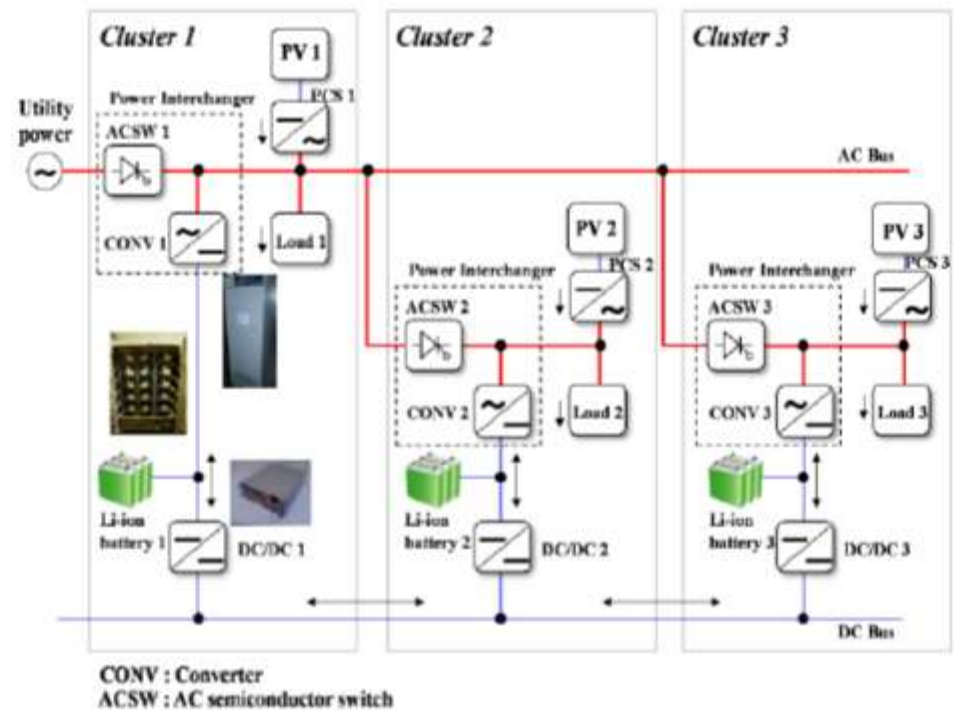 Cluster 1
Cluster 2
Cluster 3
PV 1
PCS 1
Power Interchanger
Utility
power
ACSW 1
AC Bus
CONV 1
Load 1
PV 2
PCS 2
Power Interchanger
ACSW 2
CONV 2
Load 2
PV 3
PCS 3
Power Interchanger
ACSW 3
CONV 3
Load 3
Li-ion
battery 1
DC/DC 1
Li-ion
battery 2
DC/DC 2
Li-ion
battery 3
DC/DC 3
DC Bus
CONV : Converter
ACSW : AC semiconductor switch